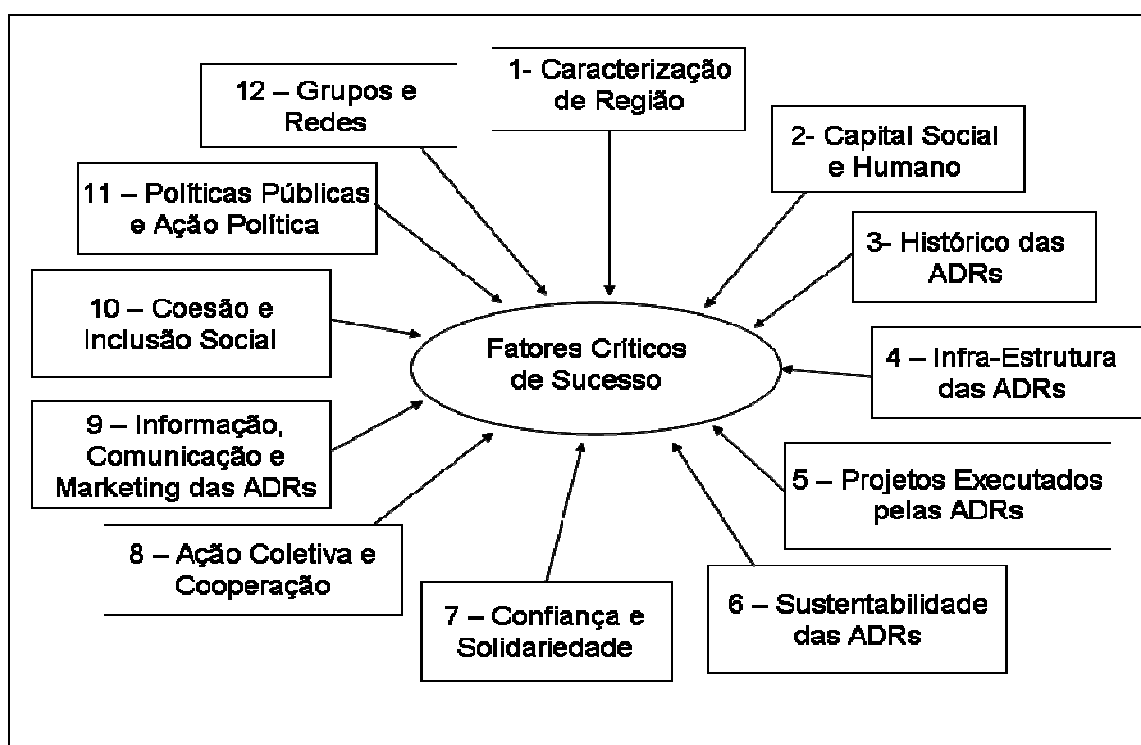 1- Caracterização
de Região
2- Capital Social
e Humano
3- Histórico das
ADRs
4 – Infra-Estrutura
das ADRs
5 – Projetos Executados
pelas ADRs
6 – Sustentabilidade
das ADRs
7 – Confiança e
Solidariedade
8 – Ação Coletiva e
Cooperação
9 – Informação,
Comunicação e
Marketing das ADRs
10 – Coesão e
Inclusão Social
11 – Políticas Públicas
e Ação Política
12 – Grupos e
Redes
Fatores Críticos
de Sucesso